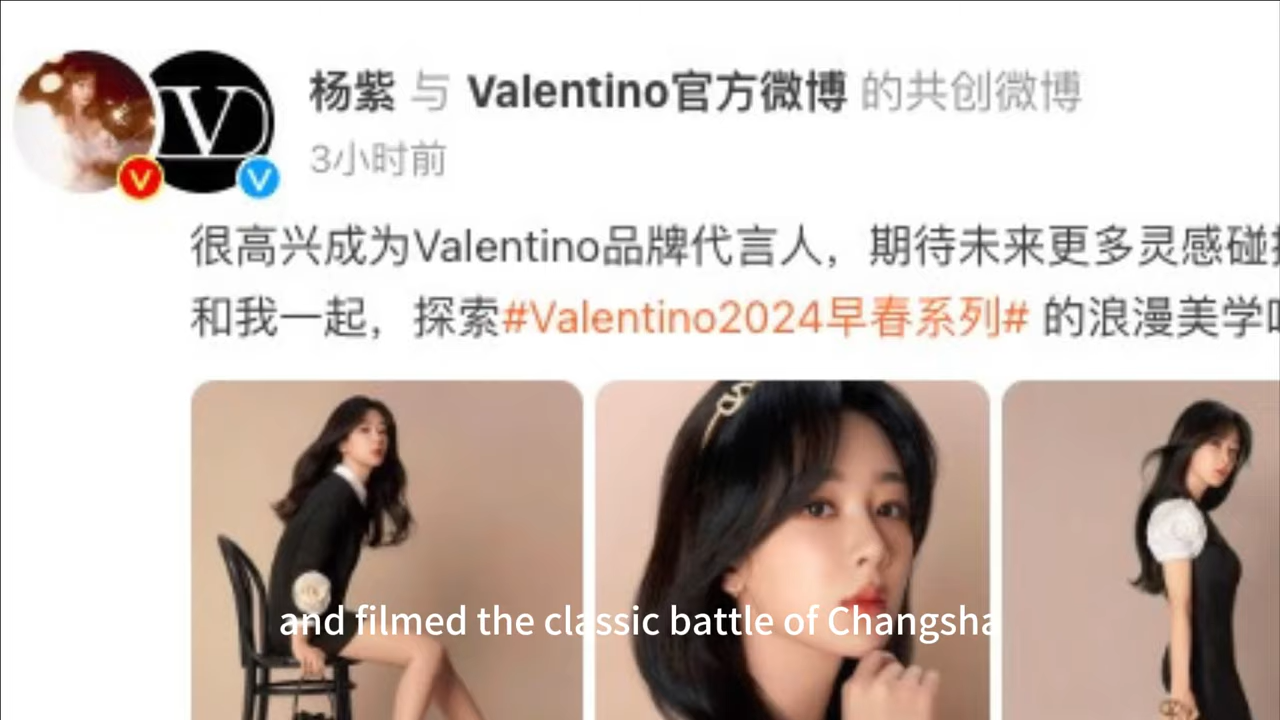 杨紫 与 Valentino官方微博 的共创微博
3小时前
很高兴成为Valentino品牌代言人，期待未来更多灵感碰
和我一起，探索#Valentino2024早春系列# 的浪漫美学
and filmed the classic battle of Changsha